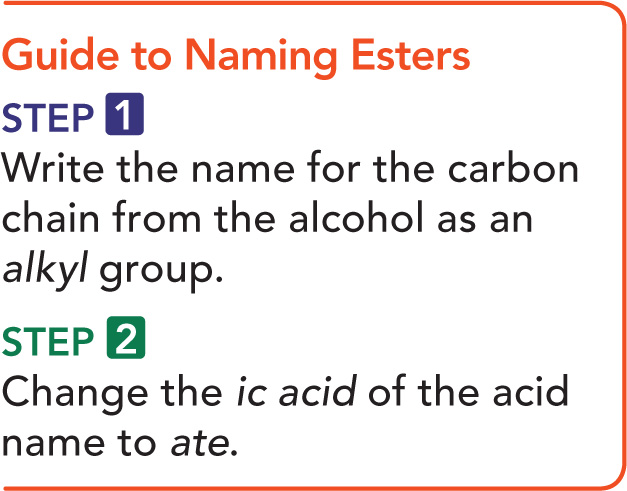 Guide to Naming Esters
STEP 1
Write the name for the carbon
chain from the alcohol as an
alkyl group.
STEP 2
Change the ic acid of the acid
name to ate.